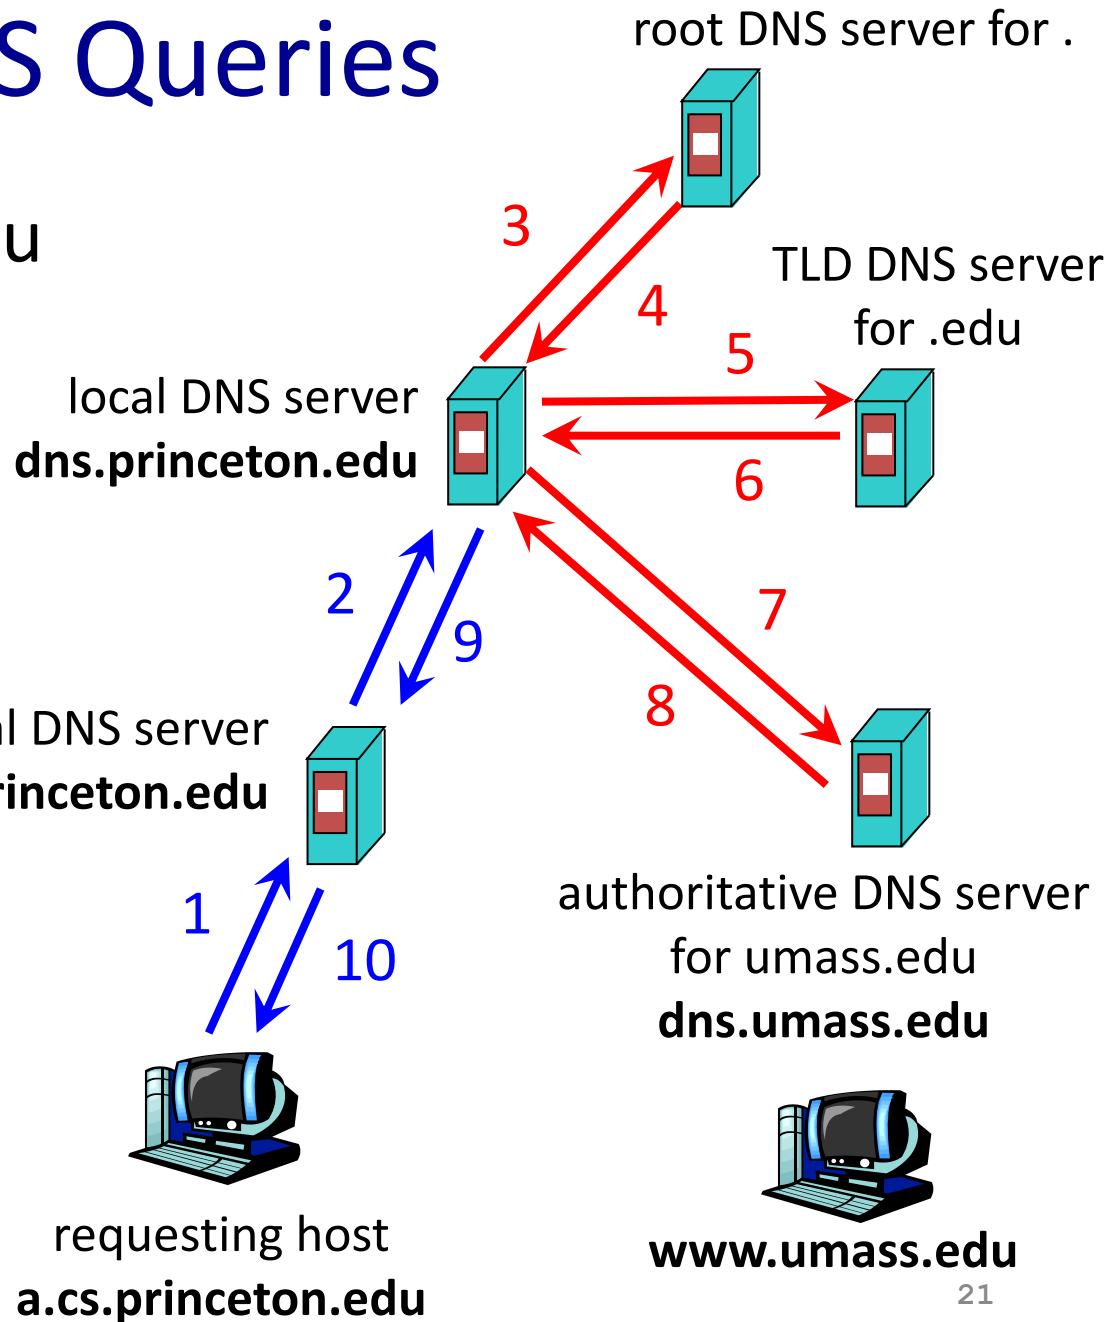 S Queries
root DNS server for .
u
3
4
TLD DNS server
for .edu
5
local DNS server
dns.princeton.edu
6
2
9
7
8
l DNS server
rinceton.edu
1
10
authoritative DNS server
for umass.edu
dns.umass.edu
requesting host
a.cs.princeton.edu
www.umass.edu
21